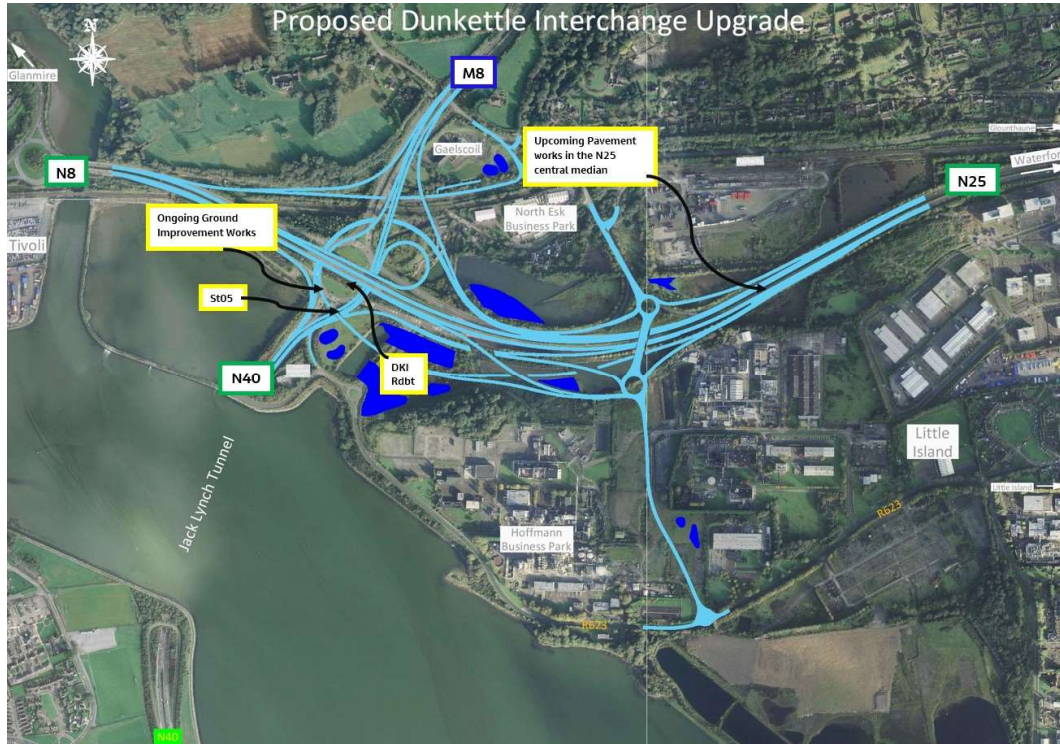 Proposed Dunkettle Interchange Upgrade
N
Glanmire
M8
Gaelscoil
Upcoming Pavement
works in the N25
central median
Glounthaune
Waterford
N8
N25
Ongoing Ground
Improvement Works
North Esk
Business Park
Tivoli
St05
DKI
Rdbt
N40
Little
Island
Little Island
Jack Lynch Tunnel
R623
Hoffmann
Business Park
R623
N40